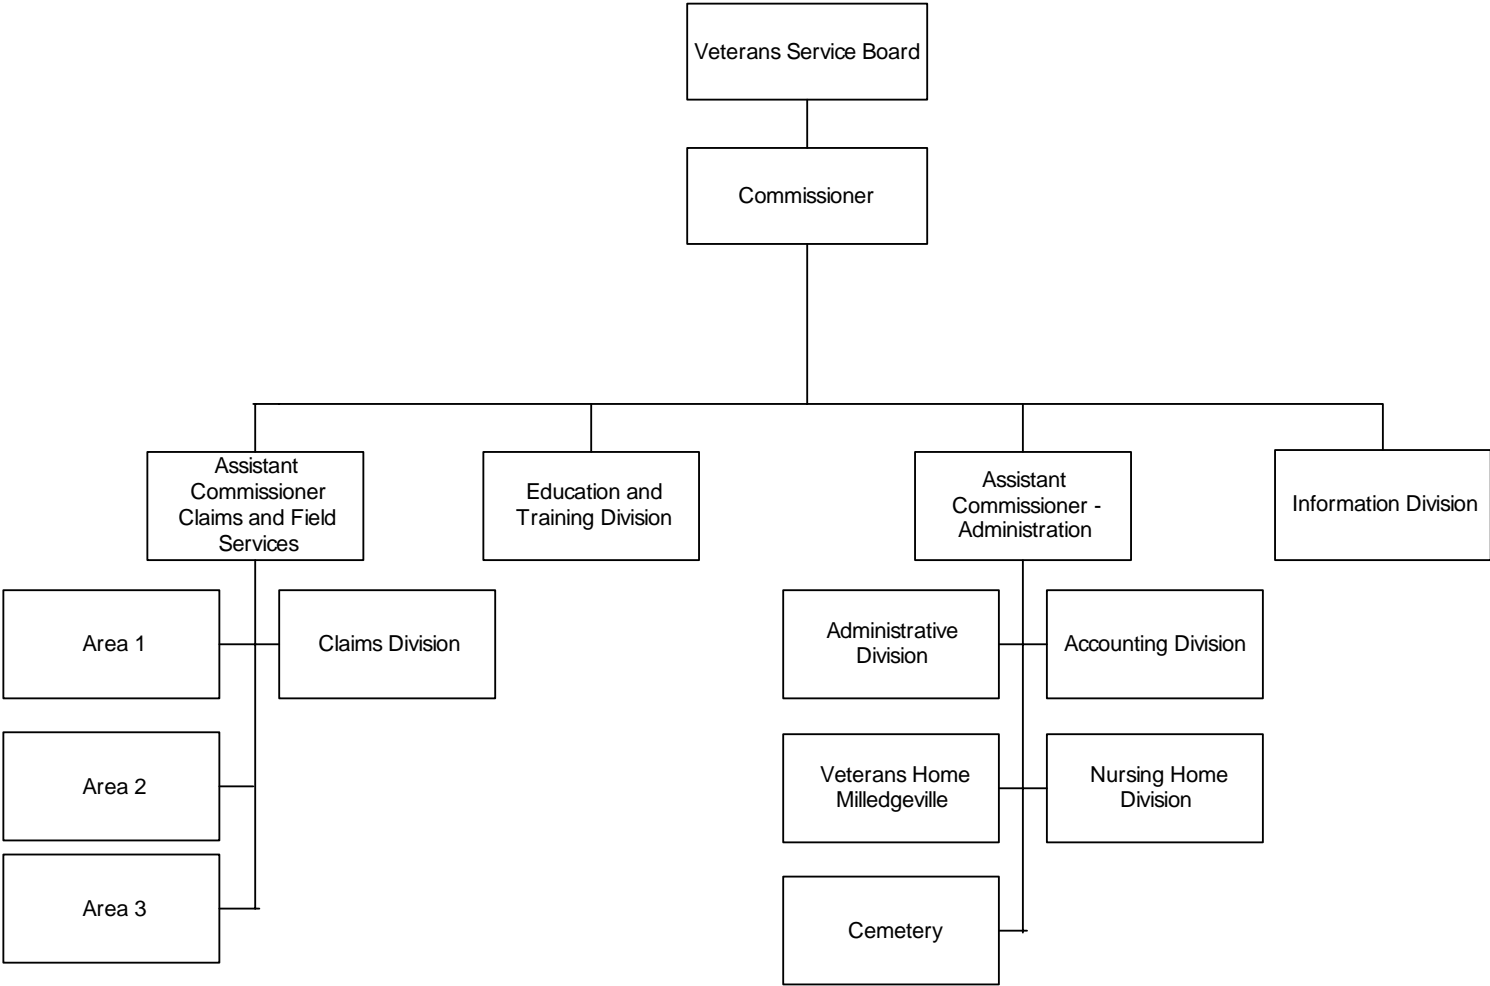 Veterans Service Board
Commissioner
Assistant
Commissioner
Claims and Field
Services
Education and
Training Division
Assistant
Commissioner -
Administration
Information Division
Area 1
Claims Division
Administrative
Division
Accounting Division
Area 2
Veterans Home
Milledgeville
Nursing Home
Division
Area 3
Cemetery